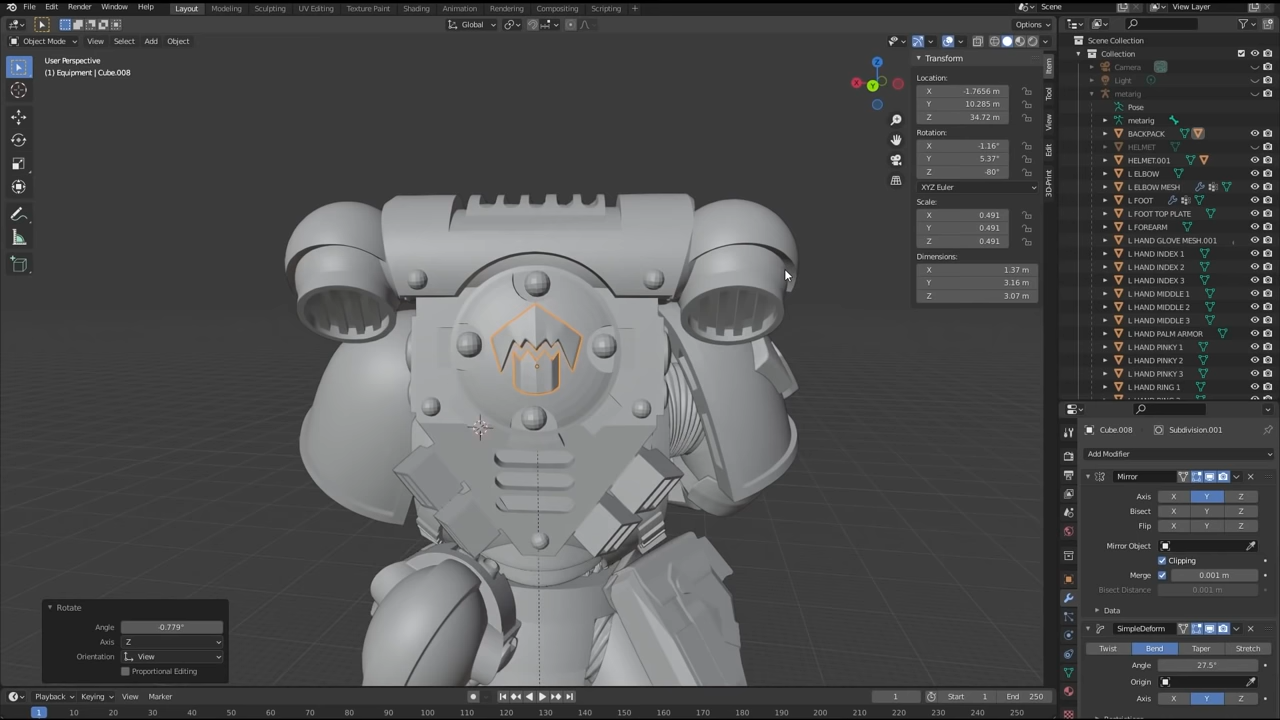 File Edit Render Window Help Layout Modeling Sculpting UV Editing Texture Paint Shading Animation Rendering Compositing Scripting + Scene View Layer
Global Options
Object Mode View Select Add Object
User Perspective
(1) Equipment | Cube.008
Z
X
Y
Transform
Location:
X -1.7656 m
Y 10.285 m
Z 34.72 m
Rotation:
X -1.16°
Y 5.37°
Z -80°
XYZ Euler
Scale:
X 0.491
Y 0.491
Z 0.491
Dimensions:
X 1.37 m
Y 3.16 m
Z 3.07 m
Item
Tool
View
Edit
3D-Print
Scene Collection
Collection
Camera
Light
metarig
Pose
metarig
BACKPACK
HELMET
HELMET.001
L ELBOW
L ELBOW MESH
L FOOT
L FOOT TOP PLATE
L FOREARM
L HAND GLOVE MESH.001
L HAND INDEX 1
L HAND INDEX 2
L HAND INDEX 3
L HAND MIDDLE 1
L HAND MIDDLE 2
L HAND MIDDLE 3
L HAND PALM ARMOR
L HAND PINKY 1
L HAND PINKY 2
L HAND PINKY 3
L HAND RING 1
Cube.008 Subdivision.001
Add Modifier
Mirror
Axis X Y Z
Bisect X Y Z
Flip X Y Z
Mirror Object
Clipping
Merge 0.001 m
Bisect Distance 0.001 m
Data
SimpleDeform
Twist Bend Taper Stretch
Angle 27.5°
Origin
Axis X Y Z
Rotate
Angle -0.779°
Axis Z
Orientation View
Proportional Editing
Playback Keying View Marker 1 Start 1 End 250
1 10 20 30 40 50 60 70 80 90 100 110 120 130 140 150 160 170 180 190 200 210 220 230 240 250